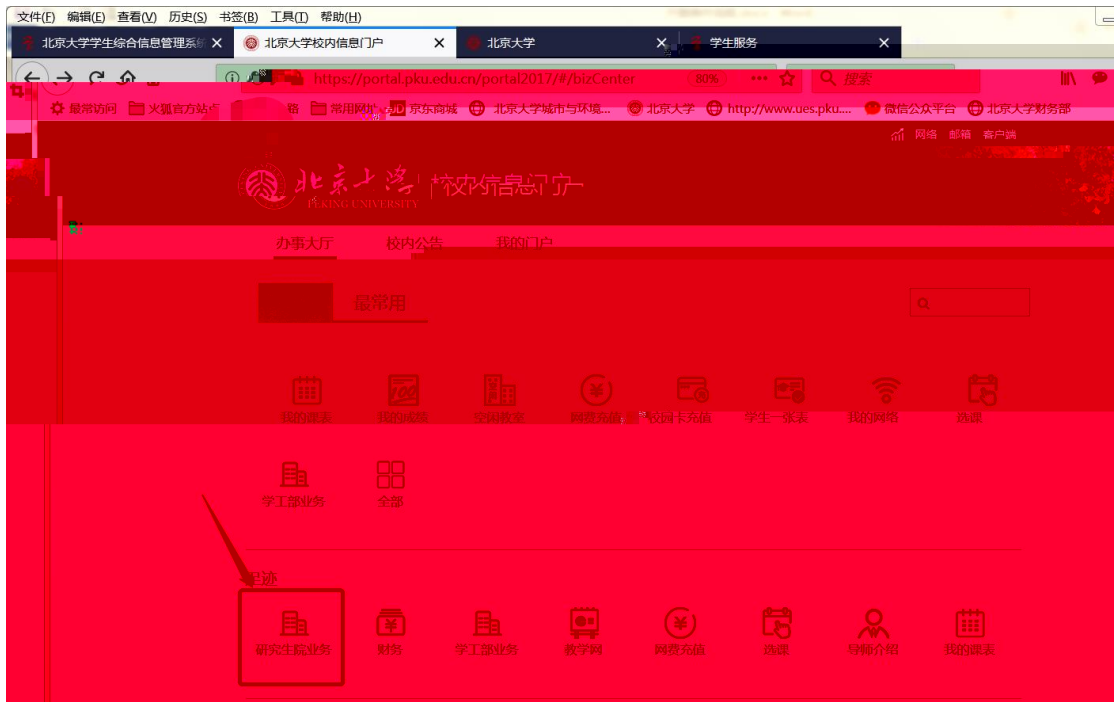 文件(F) 编辑(E) 查看(V) 历史(S) 书签(B) 工具(T) 帮助(H)
北京大学学生综合信息管理系统 北京大学校内信息门户 北京大学 学生服务
https://portal.pku.edu.cn/portal2017/#/bizCenter 80% 搜索
最常访问 火狐官方站点 常用网址 JD 京东商城 北京大学城市与环境... 北京大学 http://www.ues.pku.... 微信公众平台 北京大学财务部
网络 邮箱 客户端
北京大学 校内信息门户
PEKING UNIVERSITY
办事大厅 校内公告 我的门户
最常用
我的课表 我的成绩 空闲教室 网费充值 校园卡充值 学生一张表 我的网络 选课
学工部业务 全部
足迹
研究生院业务 财务 学工部业务 教学网 网费充值 选课 导师介绍 我的课表